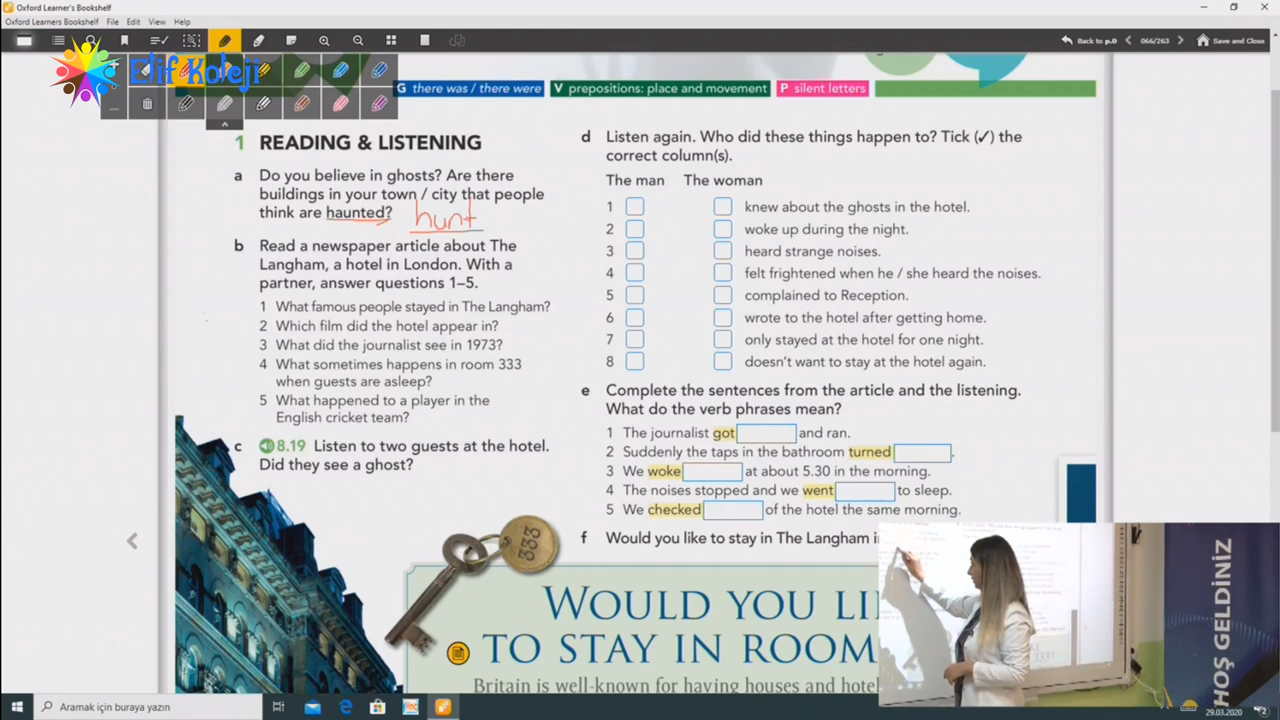 Oxford Learner's Bookshelf
Oxford Learners Bookshelf File Edit View Help
Back to p.0 066/263 Save and Close
Elif Koleji
G there was / there were V prepositions: place and movement P silent letters
1 READING & LISTENING
a Do you believe in ghosts? Are there
buildings in your town / city that people
think are haunted? hunt
b Read a newspaper article about The
Langham, a hotel in London. With a
partner, answer questions 1–5.
1 What famous people stayed in The Langham?
2 Which film did the hotel appear in?
3 What did the journalist see in 1973?
4 What sometimes happens in room 333
when guests are asleep?
5 What happened to a player in the
English cricket team?
c 8.19 Listen to two guests at the hotel.
Did they see a ghost?
d Listen again. Who did these things happen to? Tick (✓) the
correct column(s).
The man The woman
1 knew about the ghosts in the hotel.
2 woke up during the night.
3 heard strange noises.
4 felt frightened when he / she heard the noises.
5 complained to Reception.
6 wrote to the hotel after getting home.
7 only stayed at the hotel for one night.
8 doesn't want to stay at the hotel again.
e Complete the sentences from the article and the listening.
What do the verb phrases mean?
1 The journalist got and ran.
2 Suddenly the taps in the bathroom turned .
3 We woke at about 5.30 in the morning.
4 The noises stopped and we went to sleep.
5 We checked of the hotel the same morning.
f Would you like to stay in The Langham i
333
WOULD YOU LI
TO STAY IN ROOM
Britain is well-known for having houses and hotel
HOŞ GELDİNİZ
Aramak için buraya yazın
29.03.2020